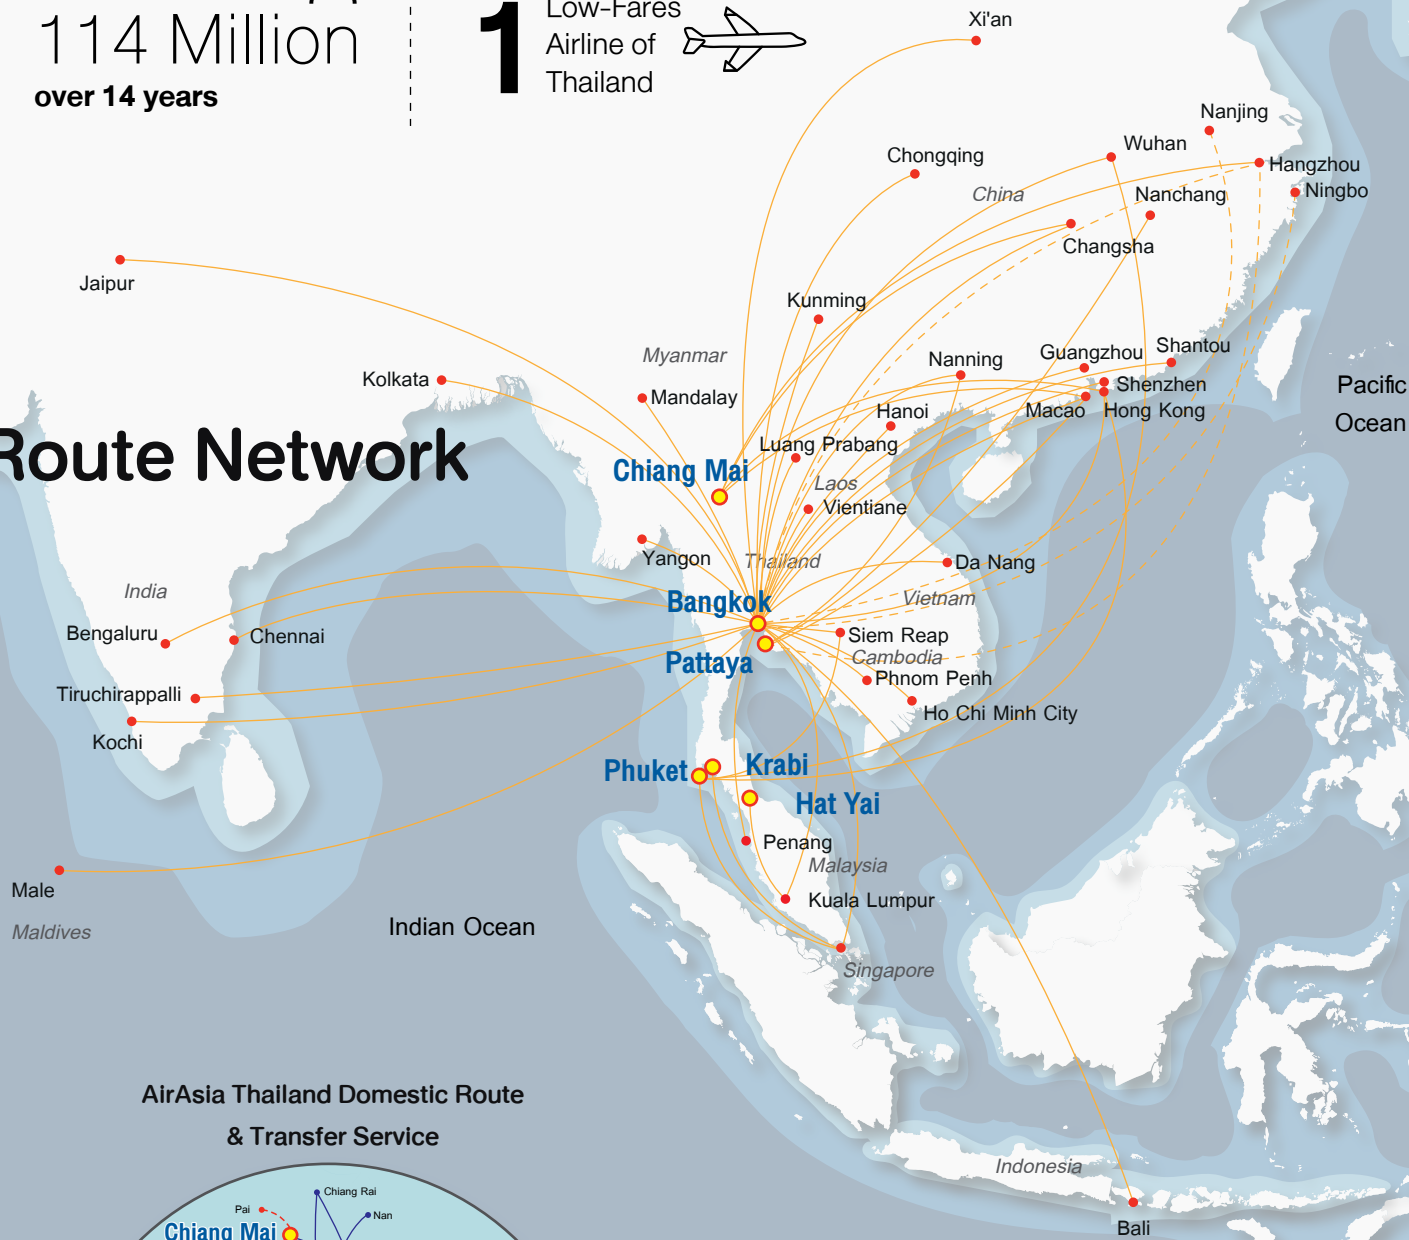 114 Million
over 14 years
1
Low-Fares
Airline of
Thailand
Xi'an
Nanjing
Wuhan
Chongqing
Hangzhou
China
Nanchang
Ningbo
Changsha
Jaipur
Kunming
Myanmar
Nanning
Guangzhou
Shantou
Kolkata
Mandalay
Shenzhen
Pacific
Ocean
Hanoi
Macao
Hong Kong
Luang Prabang
Route Network
Chiang Mai
Laos
Vientiane
Yangon
Thailand
Da Nang
India
Bangkok
Vietnam
Bengaluru
Chennai
Siem Reap
Pattaya
Cambodia
Phnom Penh
Tiruchirappalli
Ho Chi Minh City
Kochi
Phuket
Krabi
Hat Yai
Penang
Malaysia
Male
Kuala Lumpur
Maldives
Indian Ocean
Singapore
AirAsia Thailand Domestic Route
& Transfer Service
Indonesia
Chiang Rai
Pai
Nan
Chiang Mai
Bali